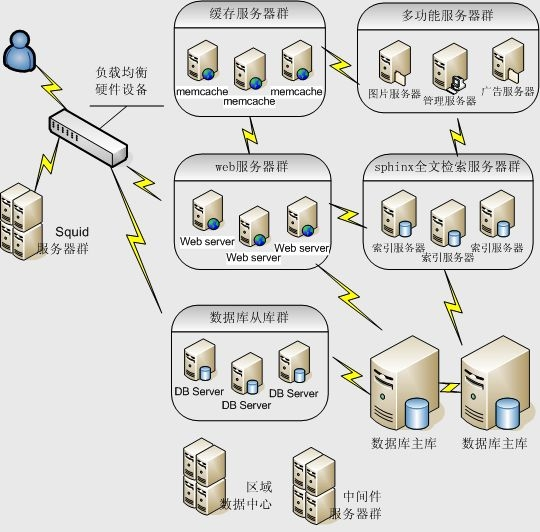 缓存服务器群
memcache
memcache
memcache
多功能服务器群
图片服务器
管理服务器
广告服务器
负载均衡
硬件设备
Squid
服务器群
web服务器群
Web server
Web server
Web server
sphinx全文检索服务器群
索引服务器
索引服务器
索引服务器
数据库从库群
DB Server
DB Server
DB Server
数据库主库
数据库主库
区域
数据中心
中间件
服务器群